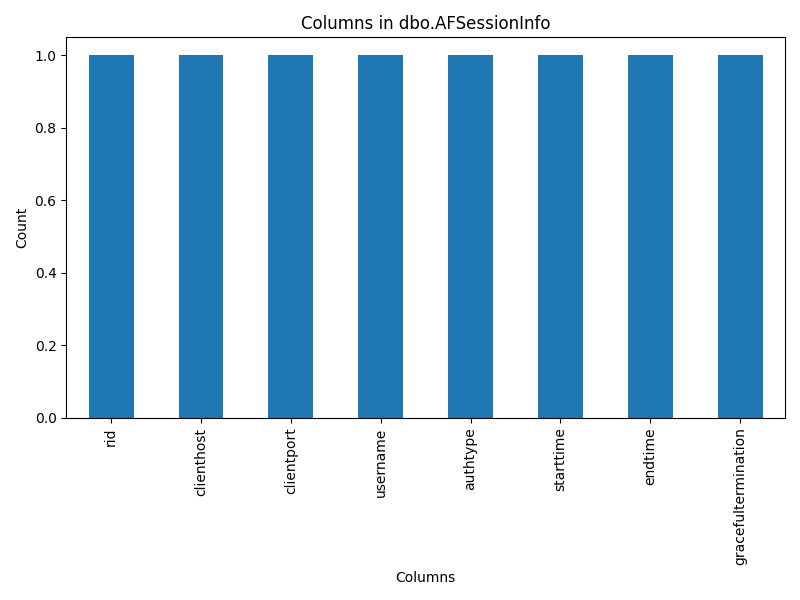 Columns in dbo.AFSessionInfo
Count
1.0
0.8
0.6
0.4
0.2
0.0
rid
clienthost
clientport
username
authtype
starttime
endtime
gracefultermination
Columns